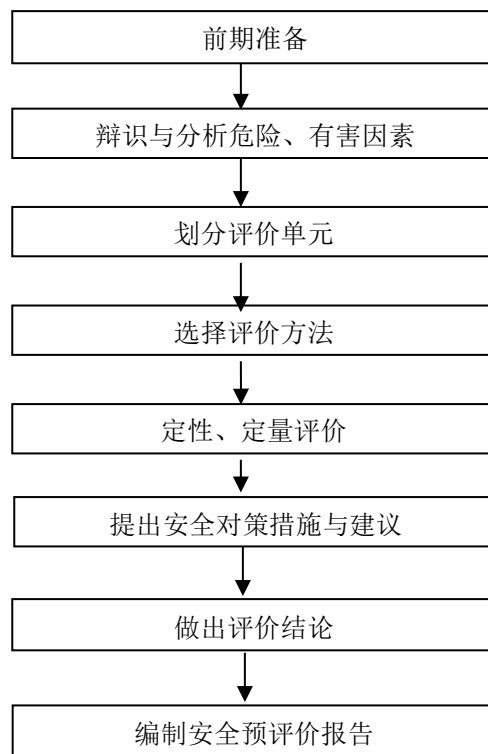 前期准备
辩识与分析危险、有害因素
划分评价单元
选择评价方法
定性、定量评价
提出安全对策措施与建议
做出评价结论
编制安全预评价报告